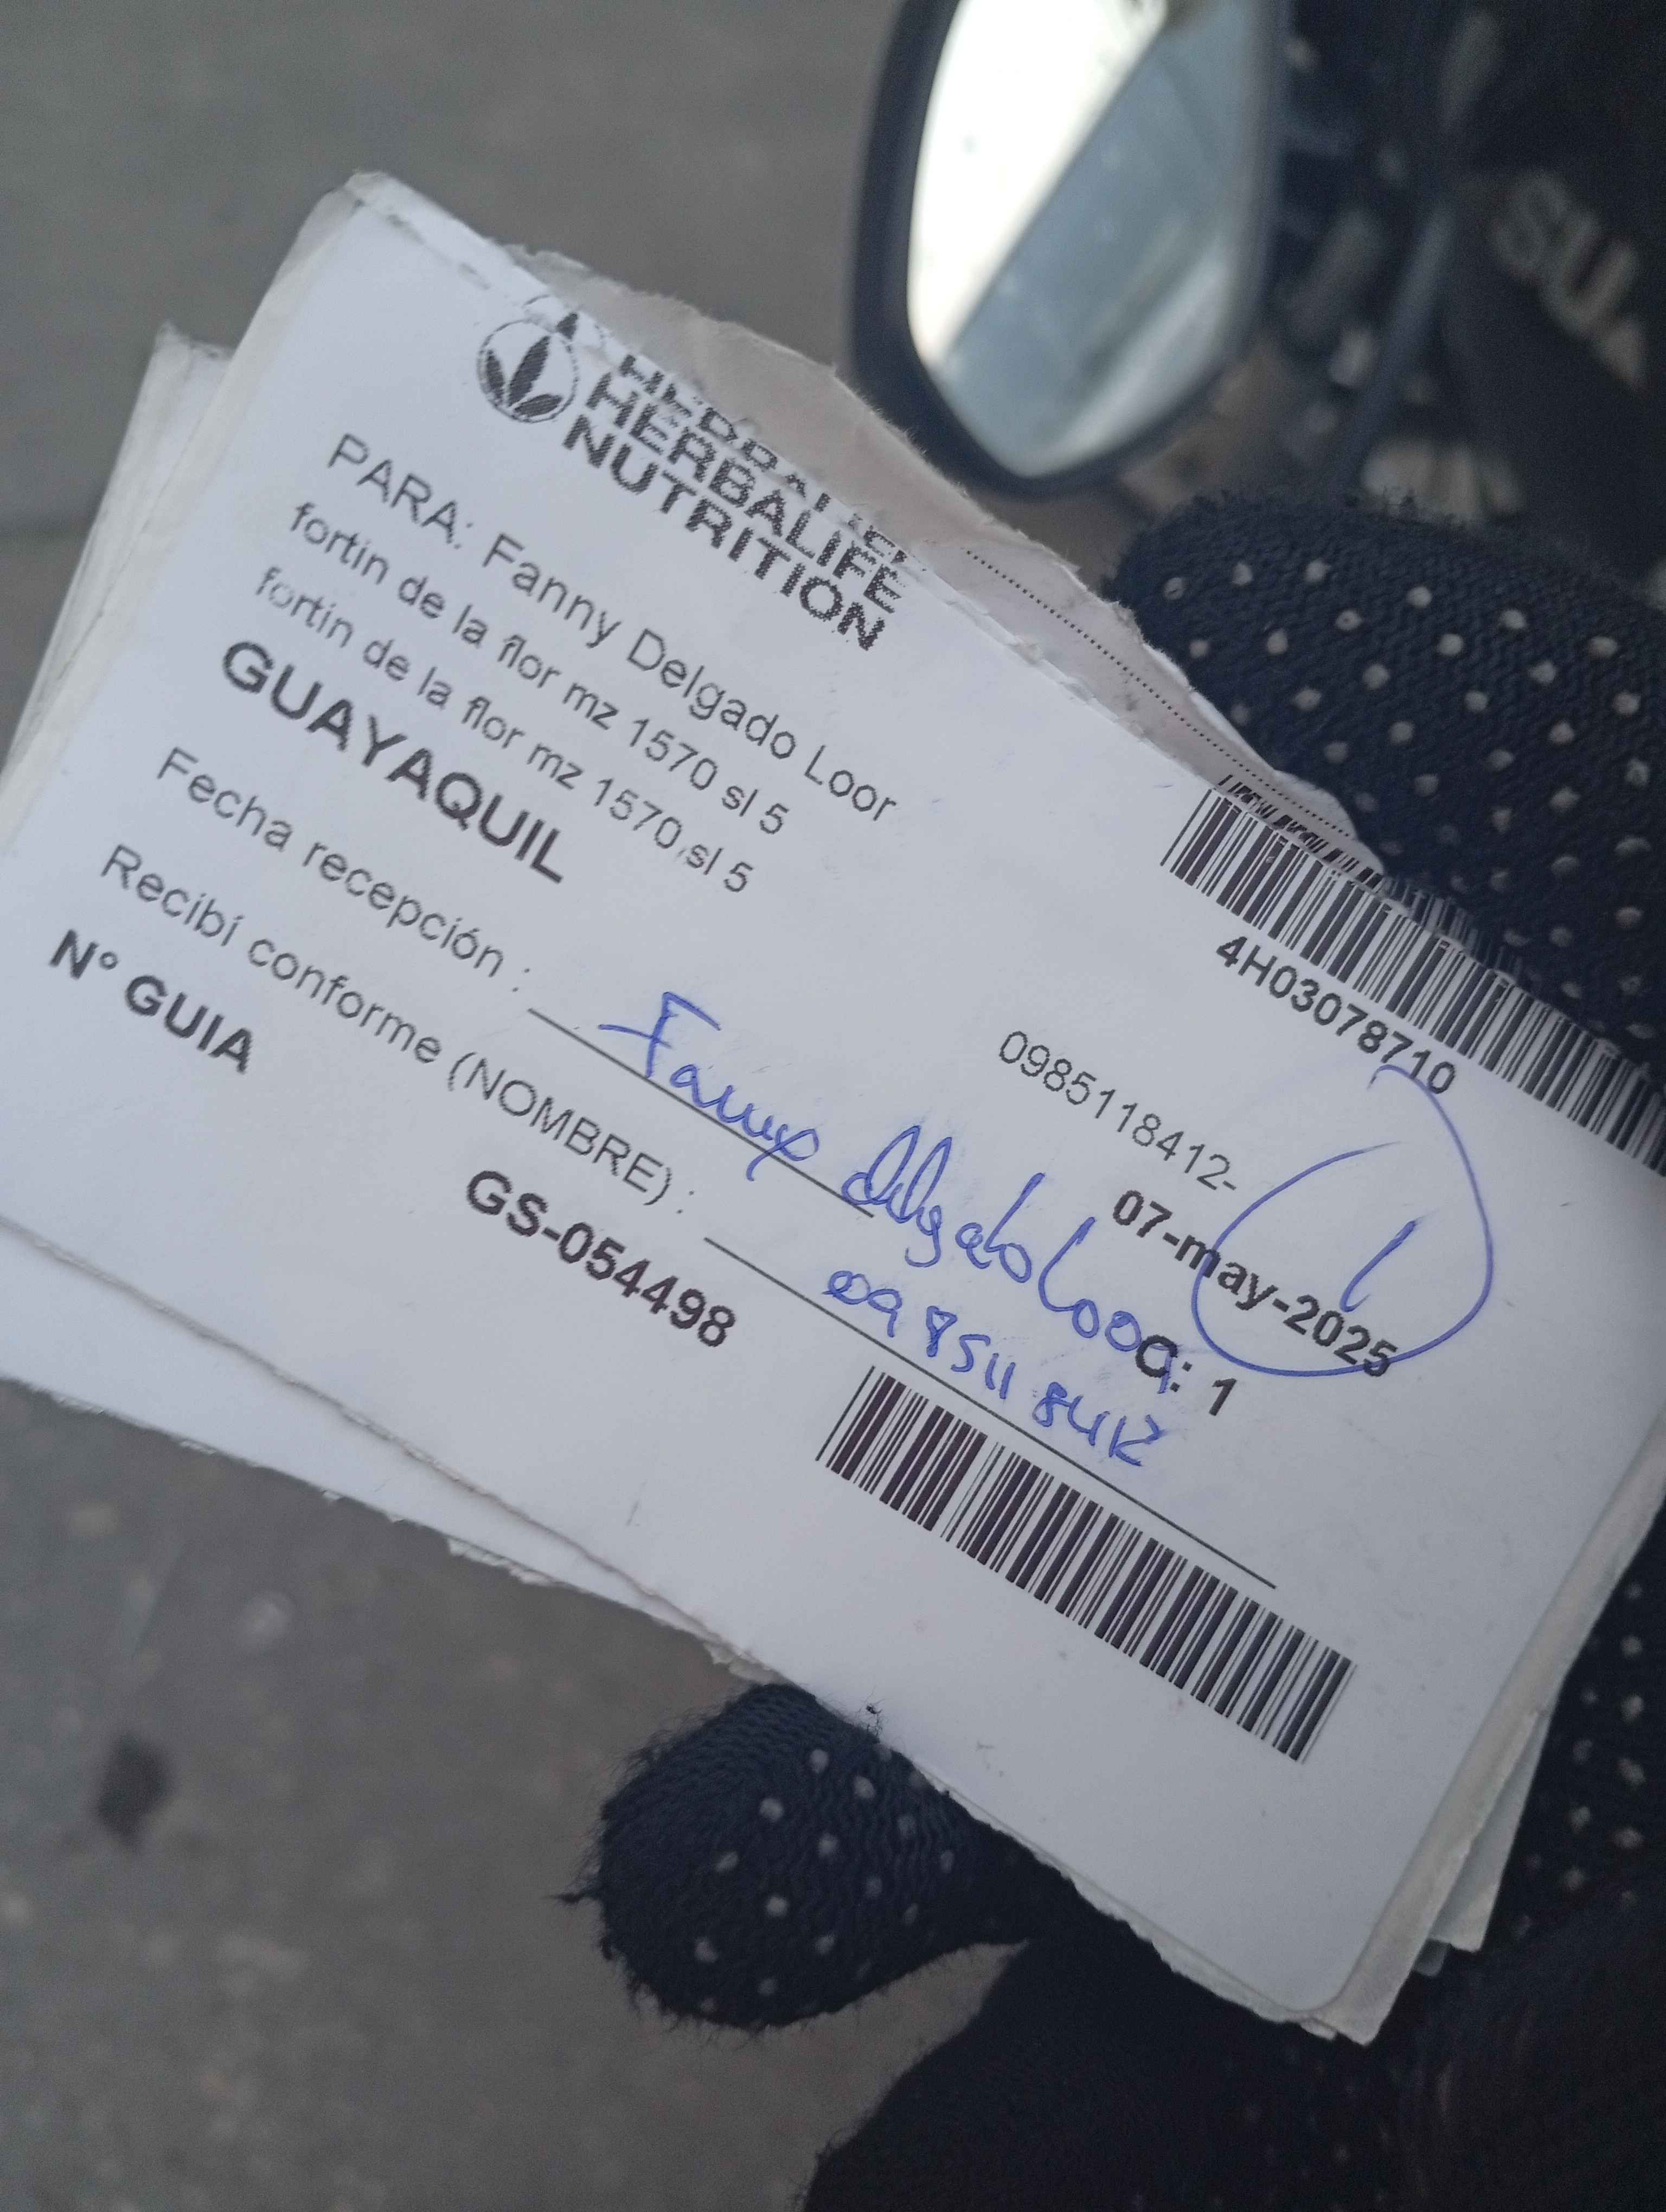 HERBALIFE
HERBALIFE
NUTRITION
4H03078710
PARA: Fanny Delgado Loor
fortin de la flor mz 1570 sl 5
fortin de la flor mz 1570,sl 5
0985118412-
GUAYAQUIL
07-may-2025
1
C: 1
Fecha recepción :
Fanny delgado Loor
Recibí conforme (NOMBRE) :
0985118412
N° GUIA
GS-054498